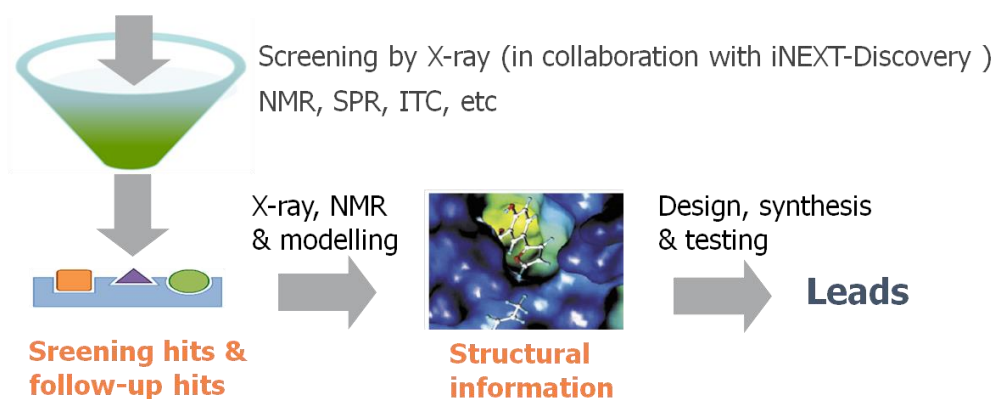 Screening by X-ray (in collaboration with iNEXT-Discovery )
NMR, SPR, ITC, etc
X-ray, NMR
& modelling
Design, synthesis
& testing
Leads
Sreening hits &
follow-up hits
Structural
information